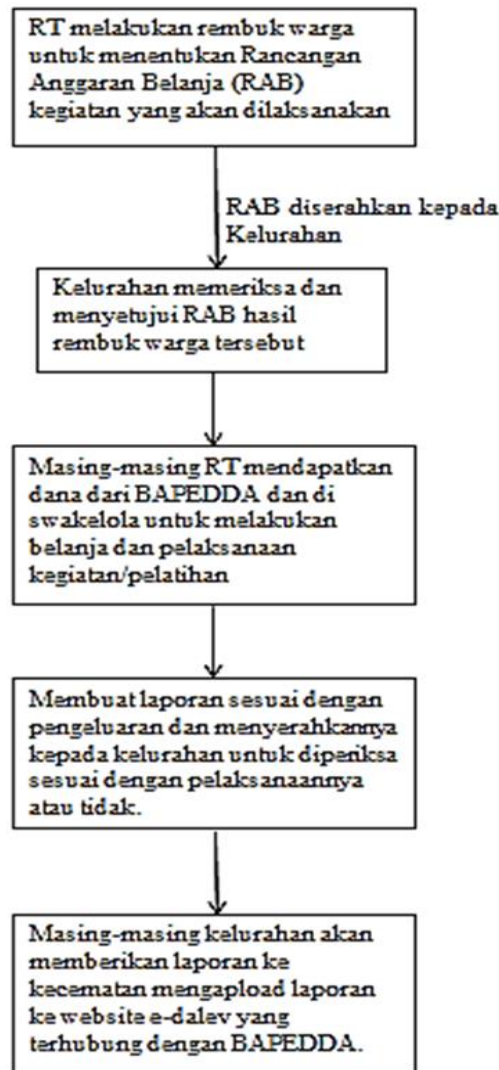 RT melakukan rembuk warga
untuk menentukan Rancangan
Anggaran Belanja (RAB)
kegiatan yang akan dilaksanakan
RAB diserahkan kepada
Kelurahan
Kelurahan memeriksa dan
menyetujui RAB hasil
rembuk warga tersebut
Masing-masing RT mendapatkan
dana dari BAPEDDA dan di
swakelola untuk melakukan
belanja dan pelaksanaan
kegiatan/pelatihan
Membuat laporan sesuai dengan
pengeluaran dan menyerahkannya
kepada kelurahan untuk diperiksa
sesuai dengan pelaksanaannya
atau tidak.
Masing-masing kelurahan akan
memberikan laporan ke
kecematan mengapload laporan
ke website e-dalev yang
terhubung dengan BAPEDDA.